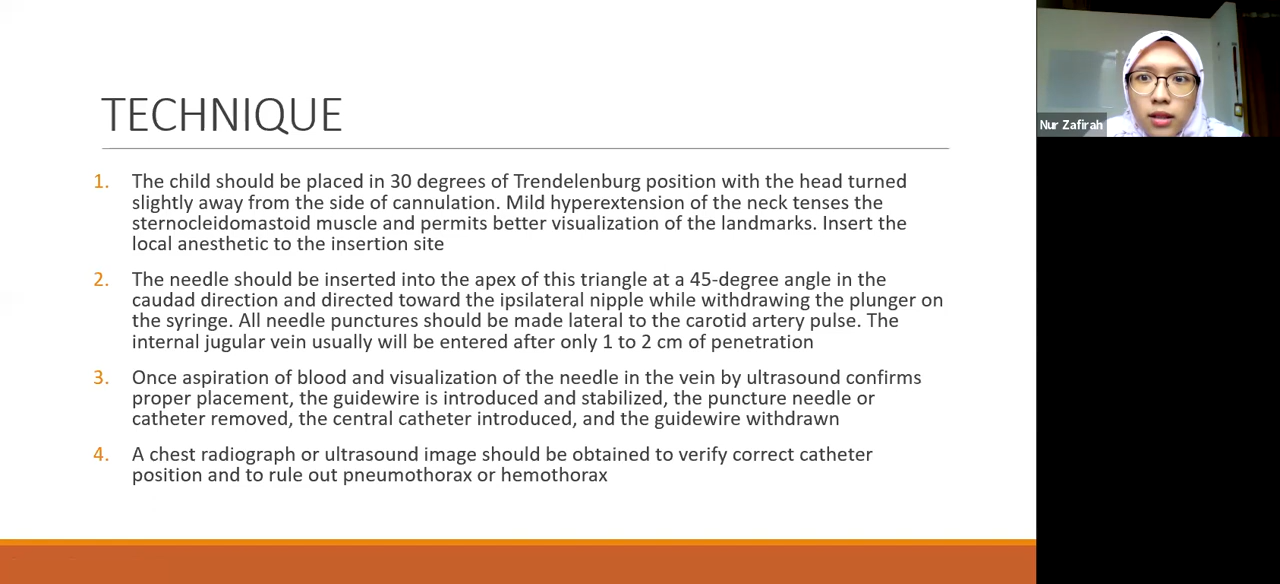 TECHNIQUE
1. The child should be placed in 30 degrees of Trendelenburg position with the head turned
slightly away from the side of cannulation. Mild hyperextension of the neck tenses the
sternocleidomastoid muscle and permits better visualization of the landmarks. Insert the
local anesthetic to the insertion site
2. The needle should be inserted into the apex of this triangle at a 45-degree angle in the
caudad direction and directed toward the ipsilateral nipple while withdrawing the plunger on
the syringe. All needle punctures should be made lateral to the carotid artery pulse. The
internal jugular vein usually will be entered after only 1 to 2 cm of penetration
3. Once aspiration of blood and visualization of the needle in the vein by ultrasound confirms
proper placement, the guidewire is introduced and stabilized, the puncture needle or
catheter removed, the central catheter introduced, and the guidewire withdrawn
4. A chest radiograph or ultrasound image should be obtained to verify correct catheter
position and to rule out pneumothorax or hemothorax
Nur Zafirah